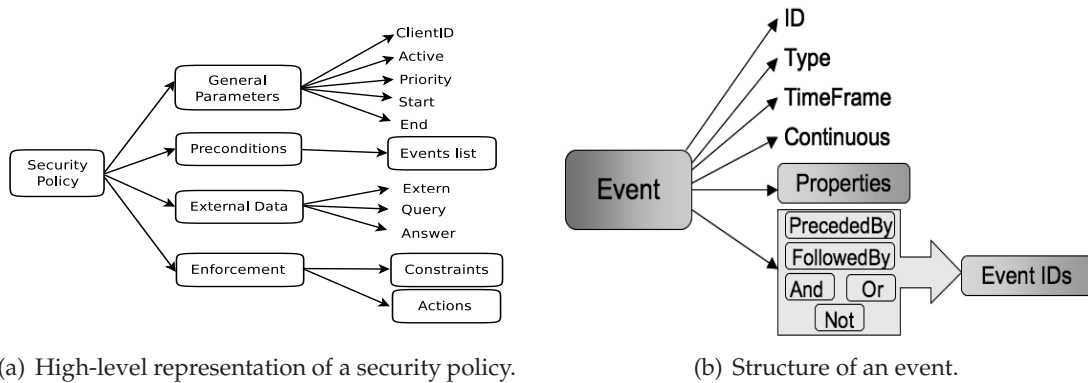 ClientID
Active
Priority
Start
End
General
Parameters
Preconditions
Events list
Security
Policy
External Data
Extern
Query
Answer
Enforcement
Constraints
Actions
(a) High-level representation of a security policy.
ID
Type
TimeFrame
Continuous
Event
Properties
PrecededBy
FollowedBy
And Or
Not
Event IDs
(b) Structure of an event.